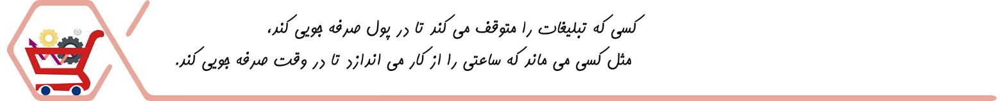 کسی که تبلیغات را متوقف می کند تا در پول صرفه جویی کند،
مثل کسی می ماند که ساعتی را از کار می اندازد تا در وقت صرفه جویی کند.